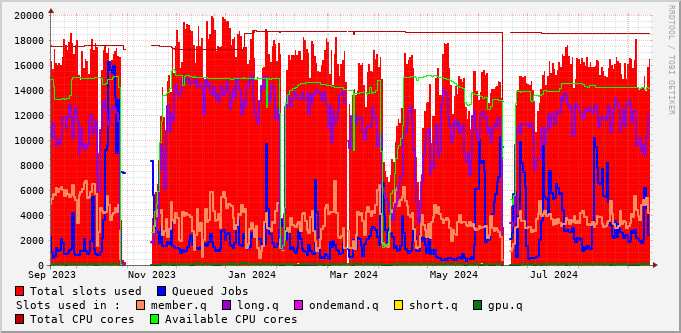 20000
18000
16000
14000
12000
10000
8000
6000
4000
2000
0
Sep 2023 Nov 2023 Jan 2024 Mar 2024 May 2024 Jul 2024
RRDTOOL / TOBI OETIKER
Total slots used Queued Jobs
Slots used in : member.q long.q ondemand.q short.q gpu.q
Total CPU cores Available CPU cores